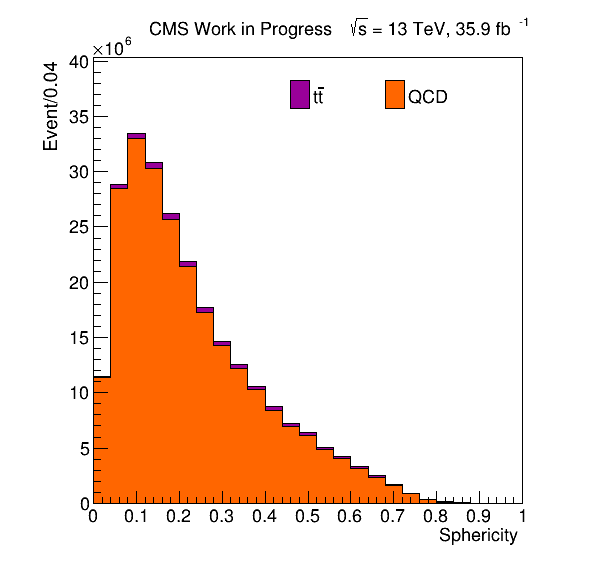 CMS Work in Progress √s = 13 TeV, 35.9 fb⁻¹
×10⁶
Event/0.04
tt̄
QCD
40
35
30
25
20
15
10
5
0
0 0.1 0.2 0.3 0.4 0.5 0.6 0.7 0.8 0.9 1
Sphericity